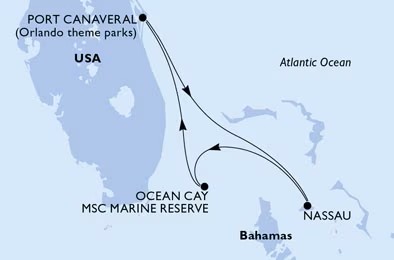 PORT CANAVERAL
(Orlando theme parks)
USA
Atlantic Ocean
OCEAN CAY
MSC MARINE RESERVE
NASSAU
Bahamas